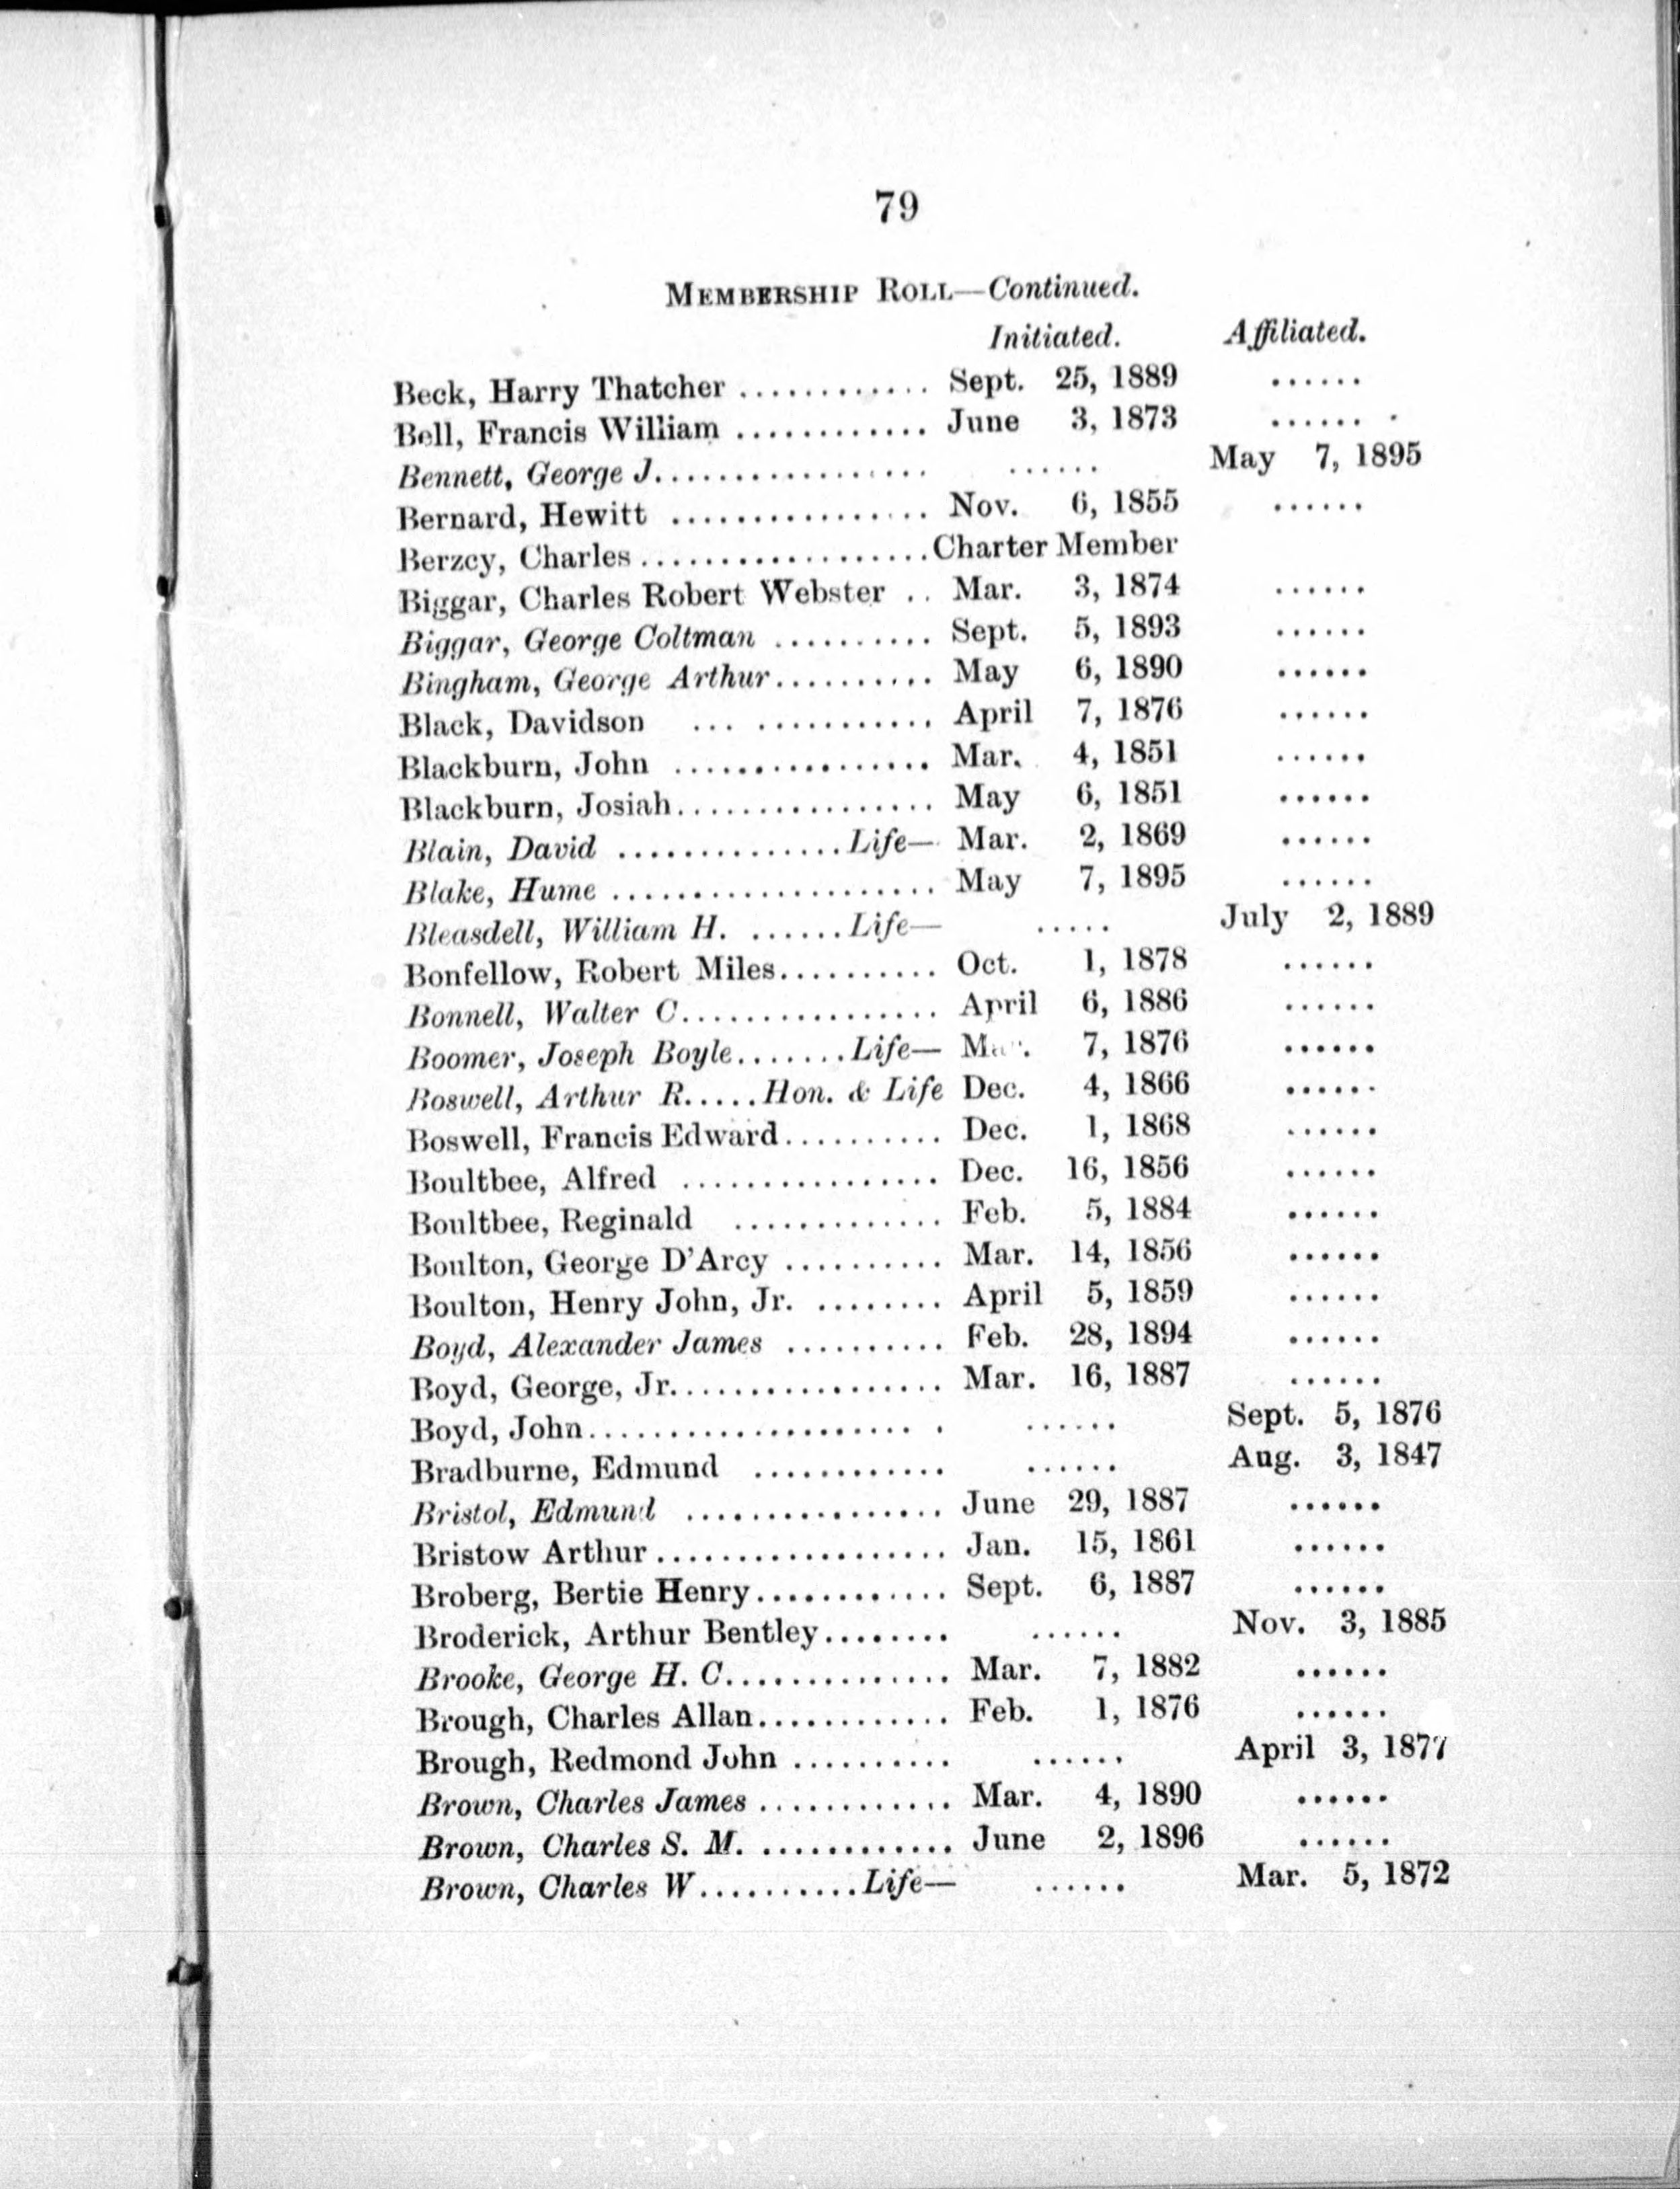 79
MEMBERSHIP ROLL—Continued.
Initiated. Affiliated.
Beck, Harry Thatcher ............ Sept. 25, 1889 ......
Bell, Francis William ............ June 3, 1873 ......
Bennett, George J.................. ...... May 7, 1895
Bernard, Hewitt ................ Nov. 6, 1855 ......
Berzcy, Charles..................Charter Member
Biggar, Charles Robert Webster .. Mar. 3, 1874 ......
Biggar, George Coltman .......... Sept. 5, 1893 ......
Bingham, George Arthur.......... May 6, 1890 ......
Black, Davidson ... ........... April 7, 1876 ......
Blackburn, John ................ Mar. 4, 1851 ......
Blackburn, Josiah................ May 6, 1851 ......
Blain, David ..............Life— Mar. 2, 1869 ......
Blake, Hume ..................... May 7, 1895 ......
Bleasdell, William H. ......Life— ..... July 2, 1889
Bonfellow, Robert Miles.......... Oct. 1, 1878 ......
Bonnell, Walter C................ April 6, 1886 ......
Boomer, Joseph Boyle.......Life— 7, 1876 ......
Boswell, Arthur R.....Hon. & Life Dec. 4, 1866 ......
Boswell, Francis Edward.......... Dec. 1, 1868 ......
Boultbee, Alfred ................ Dec. 16, 1856 ......
Boultbee, Reginald ............. Feb. 5, 1884 ......
Boulton, George D'Arcy .......... Mar. 14, 1856 ......
Boulton, Henry John, Jr. ........ April 5, 1859 ......
Boyd, Alexander James .......... Feb. 28, 1894 ......
Boyd, George, Jr................. Mar. 16, 1887 ......
Boyd, John..................... . ...... Sept. 5, 1876
Bradburne, Edmund ............ ...... Aug. 3, 1847
Bristol, Edmund ................ June 29, 1887 ......
Bristow Arthur.................. Jan. 15, 1861 ......
Broberg, Bertie Henry............ Sept. 6, 1887 ......
Broderick, Arthur Bentley........ ...... Nov. 3, 1885
Brooke, George H. C.............. Mar. 7, 1882 ......
Brough, Charles Allan............ Feb. 1, 1876 ......
Brough, Redmond John .......... ...... April 3, 1877
Brown, Charles James ............ Mar. 4, 1890 ......
Brown, Charles S. M. ............ June 2, 1896 ......
Brown, Charles W..........Life— ...... Mar. 5, 1872